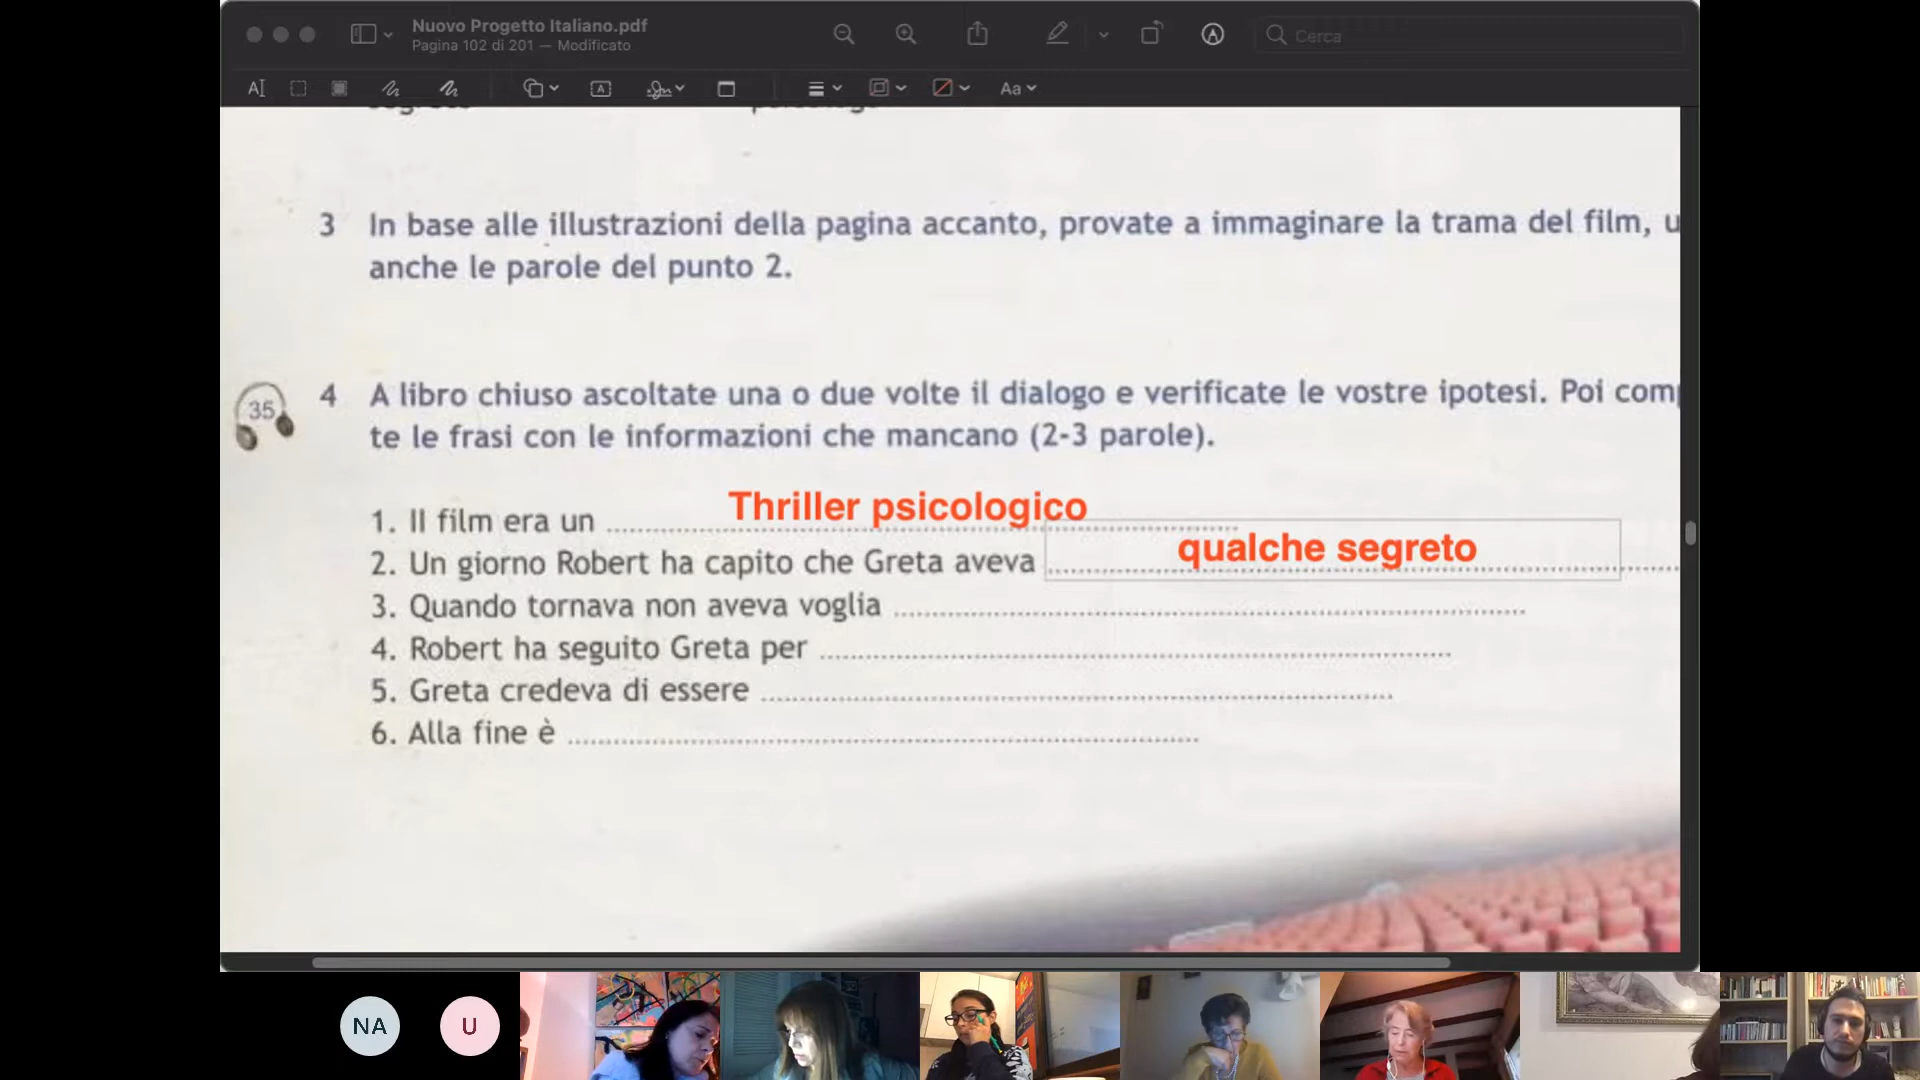 Nuovo Progetto Italiano.pdf
Pagina 102 di 201 — Modificato
Cerca
Aa
3 In base alle illustrazioni della pagina accanto, provate a immaginare la trama del film, u
anche le parole del punto 2.
35
4 A libro chiuso ascoltate una o due volte il dialogo e verificate le vostre ipotesi. Poi comp
te le frasi con le informazioni che mancano (2-3 parole).
1. Il film era un Thriller psicologico
2. Un giorno Robert ha capito che Greta aveva qualche segreto
3. Quando tornava non aveva voglia
4. Robert ha seguito Greta per
5. Greta credeva di essere
6. Alla fine è
NA
U